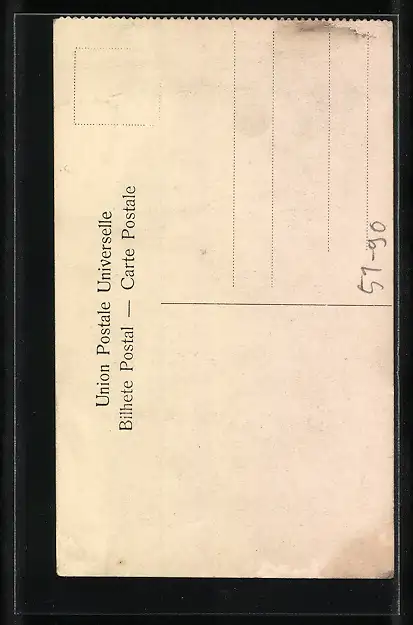 Union Postale Universelle
Bilhete Postal — Carte Postale
51-90